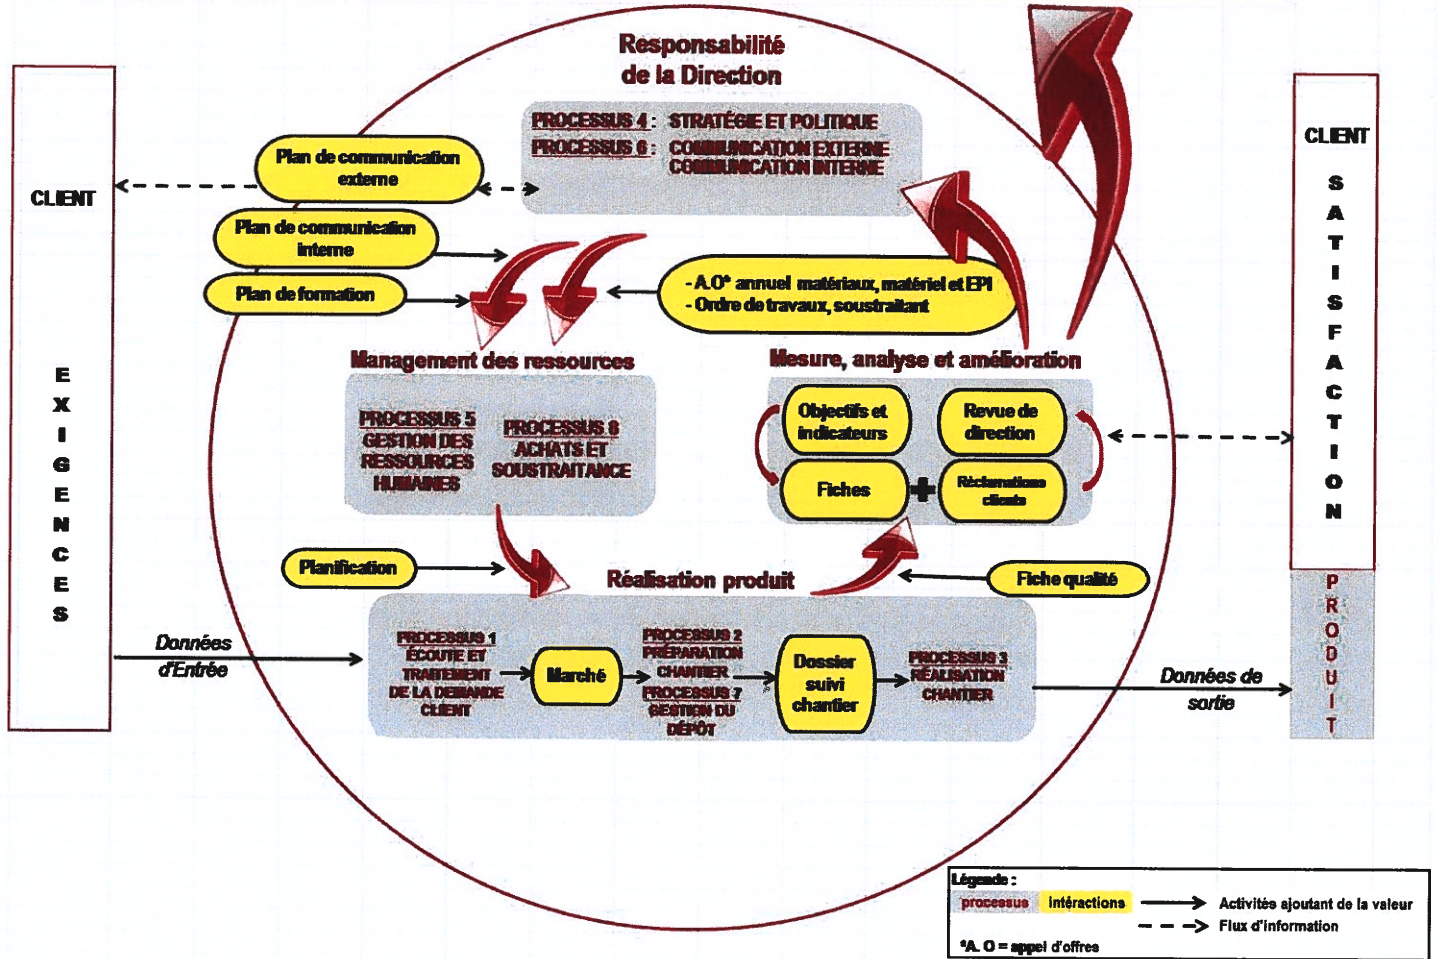 Responsabilité
de la Direction
PROCESSUS 4 : STRATÉGIE ET POLITIQUE
PROCESSUS 6 : COMMUNICATION EXTERNE
COMMUNICATION INTERNE
CLIENT
EXIGENCES
Plan de communication
externe
Plan de communication
interne
Plan de formation
- A.O* annuel matériaux, matériel et EPI
- Ordre de travaux, soustraitant
Management des ressources
PROCESSUS 5
GESTION DES
RESSOURCES
HUMAINES
PROCESSUS 8
ACHATS ET
SOUSTRAITANCE
Mesure, analyse et amélioration
Objectifs et
indicateurs
Revue de
direction
Fiches
+
Réclamations
clients
Planification
Réalisation produit
Fiche qualité
Données
d'Entrée
PROCESSUS 1
ÉCOUTE ET
TRAITEMENT
DE LA DEMANDE
CLIENT
Marché
PROCESSUS 2
PRÉPARATION
CHANTIER
PROCESSUS 7
GESTION DU
DÉPÔT
Dossier
suivi
chantier
PROCESSUS 3
RÉALISATION
CHANTIER
Données de
sortie
CLIENT
SATISFACTION
PRODUIT
Légende :
processus intéractions Activités ajoutant de la valeur
Flux d'information
*A. O = appel d'offres